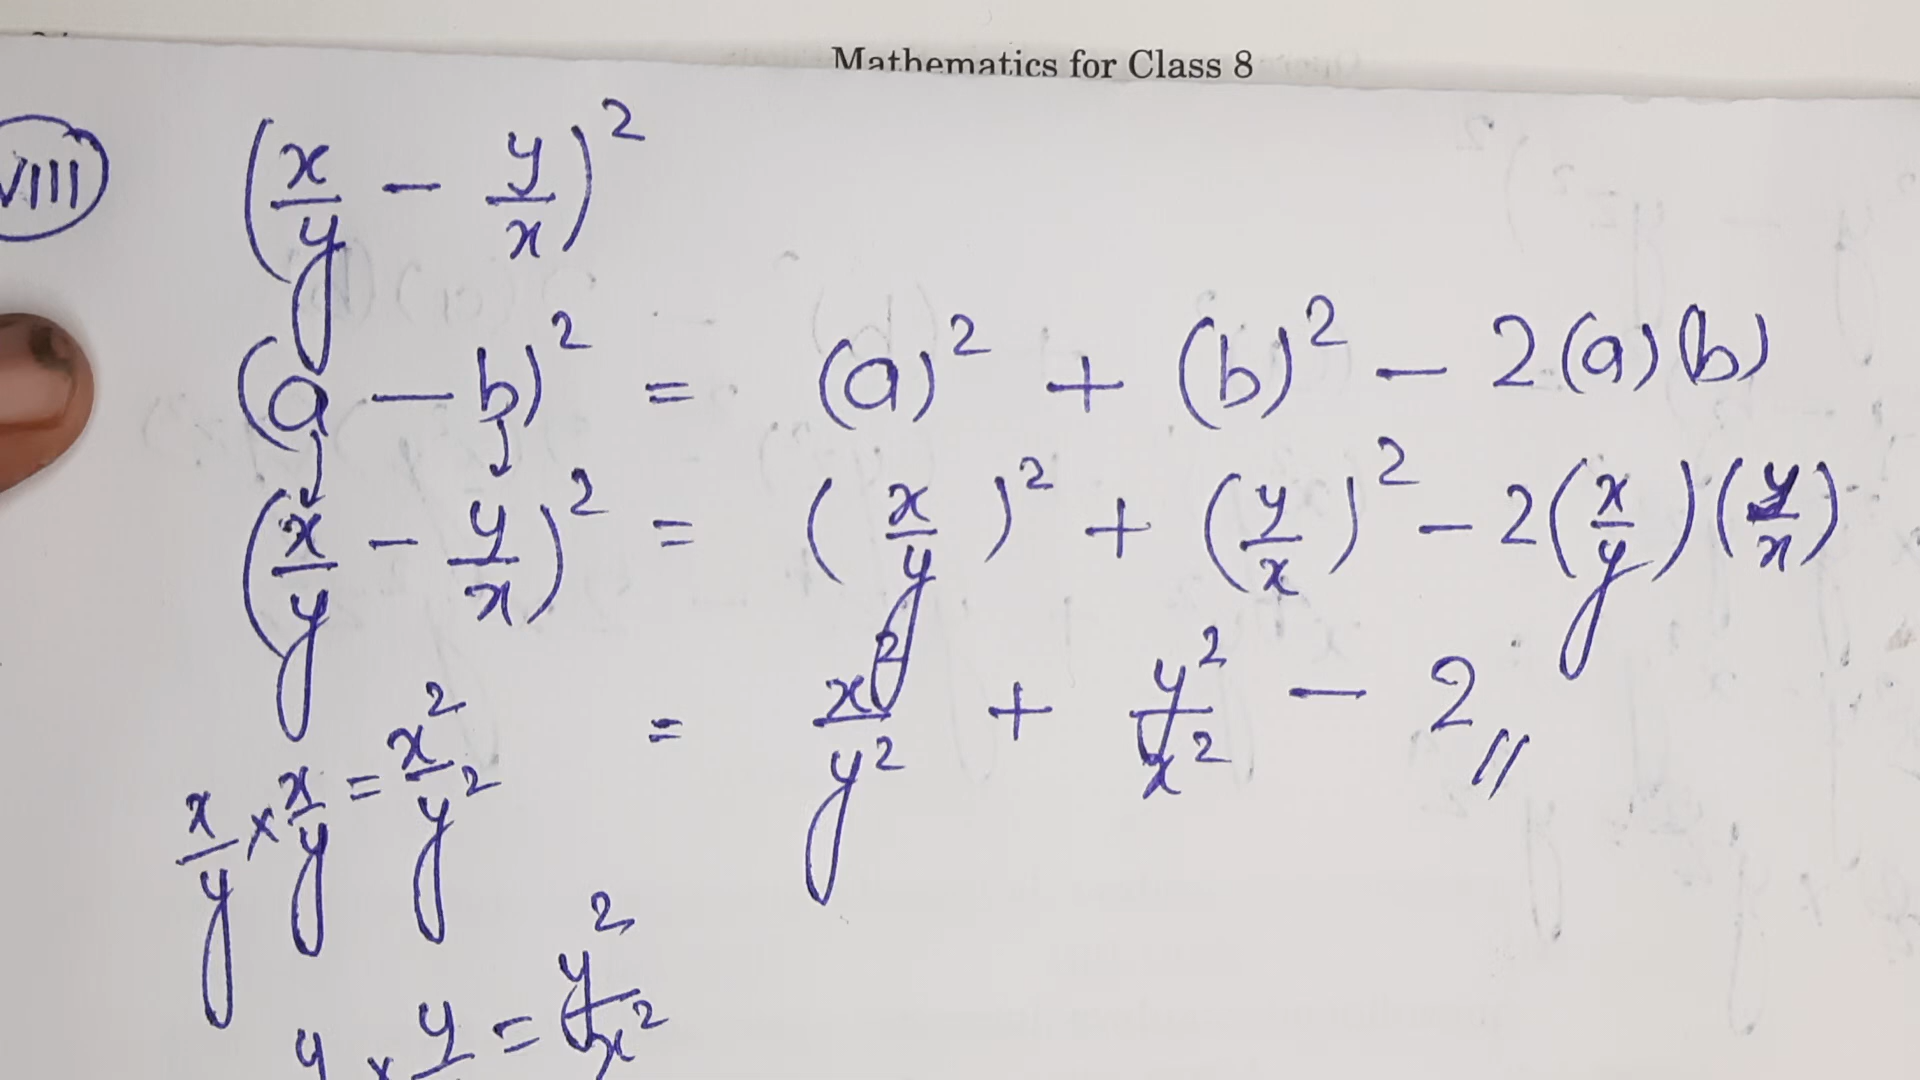 Mathematics for Class 8
VIII (x/y - y/x)²
(a - b)² = (a)² + (b)² - 2(a)(b)
(x/y - y/x)² = (x/y)² + (y/x)² - 2(x/y)(y/x)
= x²/y² + y²/x² - 2 //
x/y × x/y = x²/y²
y × y = y²/x²